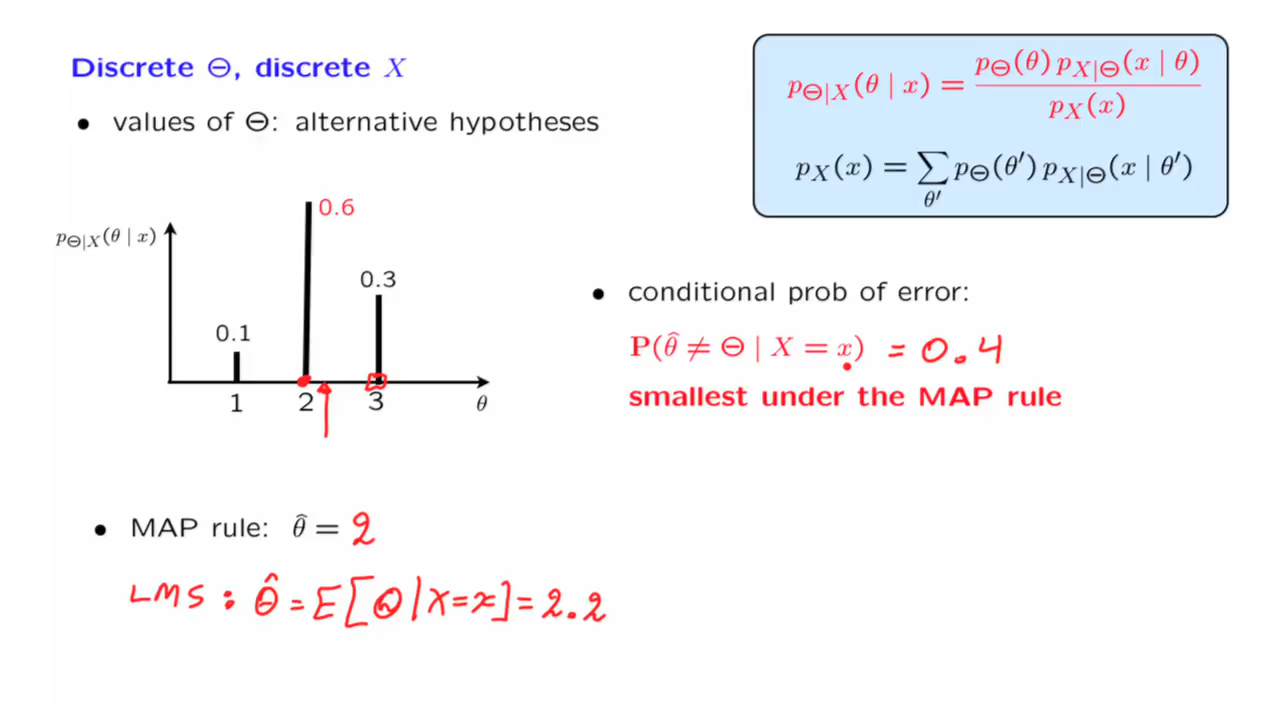 Discrete Θ, discrete X
• values of Θ: alternative hypotheses
p_{Θ|X}(θ | x)
0.6
0.3
0.1
1 2 3 θ
• MAP rule: θ̂ = 2
LMS : θ̂ = E[Θ | X = x] = 2.2
p_{Θ|X}(θ | x) = p_Θ(θ) p_{X|Θ}(x | θ) / p_X(x)
p_X(x) = ∑_{θ′} p_Θ(θ′) p_{X|Θ}(x | θ′)
• conditional prob of error:
P(θ̂ ≠ Θ | X = x) = 0.4
smallest under the MAP rule